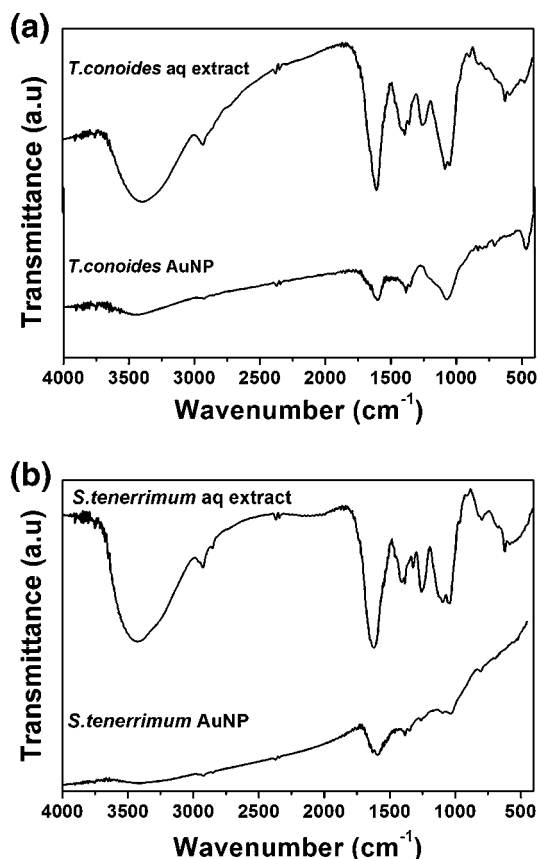 (a)
T.conoides aq extract
T.conoides AuNP
Transmittance (a.u)
4000 3500 3000 2500 2000 1500 1000 500
Wavenumber (cm⁻¹)
(b)
S.tenerrimum aq extract
S.tenerrimum AuNP
Transmittance (a.u)
4000 3500 3000 2500 2000 1500 1000 500
Wavenumber (cm⁻¹)